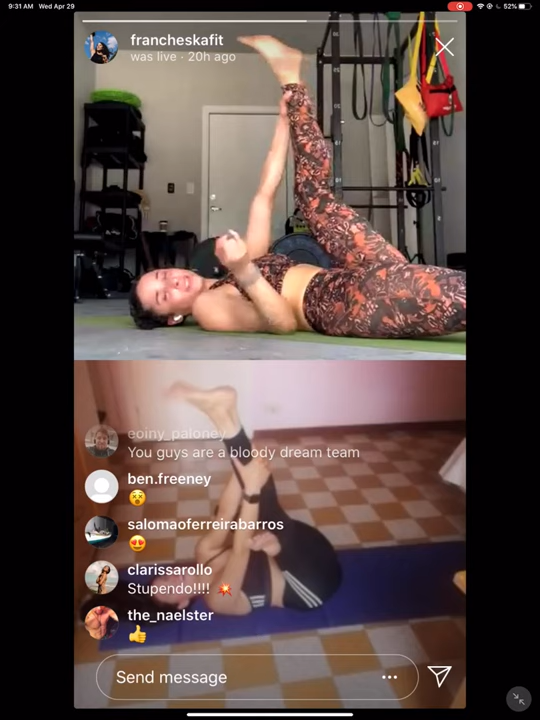 9:31 AM Wed Apr 29
52%
francheskafit
was live · 20h ago
eoiny_paloney
You guys are a bloody dream team
ben.freeney
😵
salomaoferreirabarros
😍
clarissarollo
Stupendo!!!! 💥
the_naelster
👍
Send message